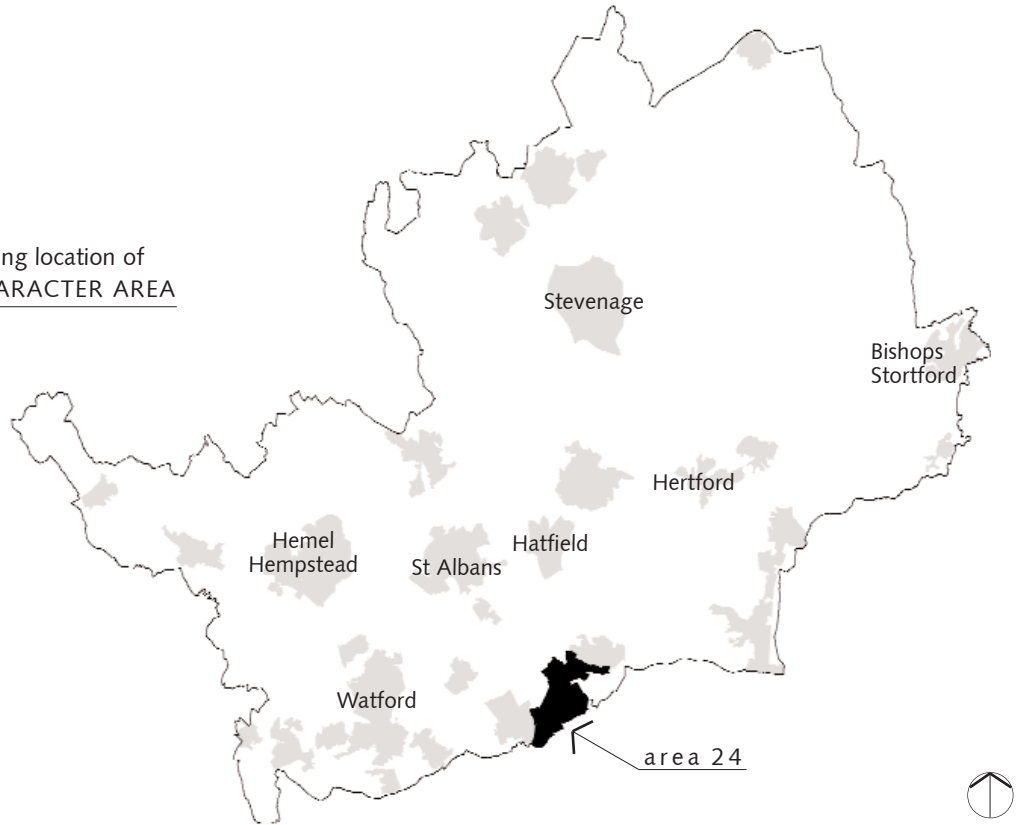 ng location of
ARACTER AREA
Stevenage
Bishops
Stortford
Hertford
Hemel
Hempstead
St Albans
Hatfield
Watford
area 24